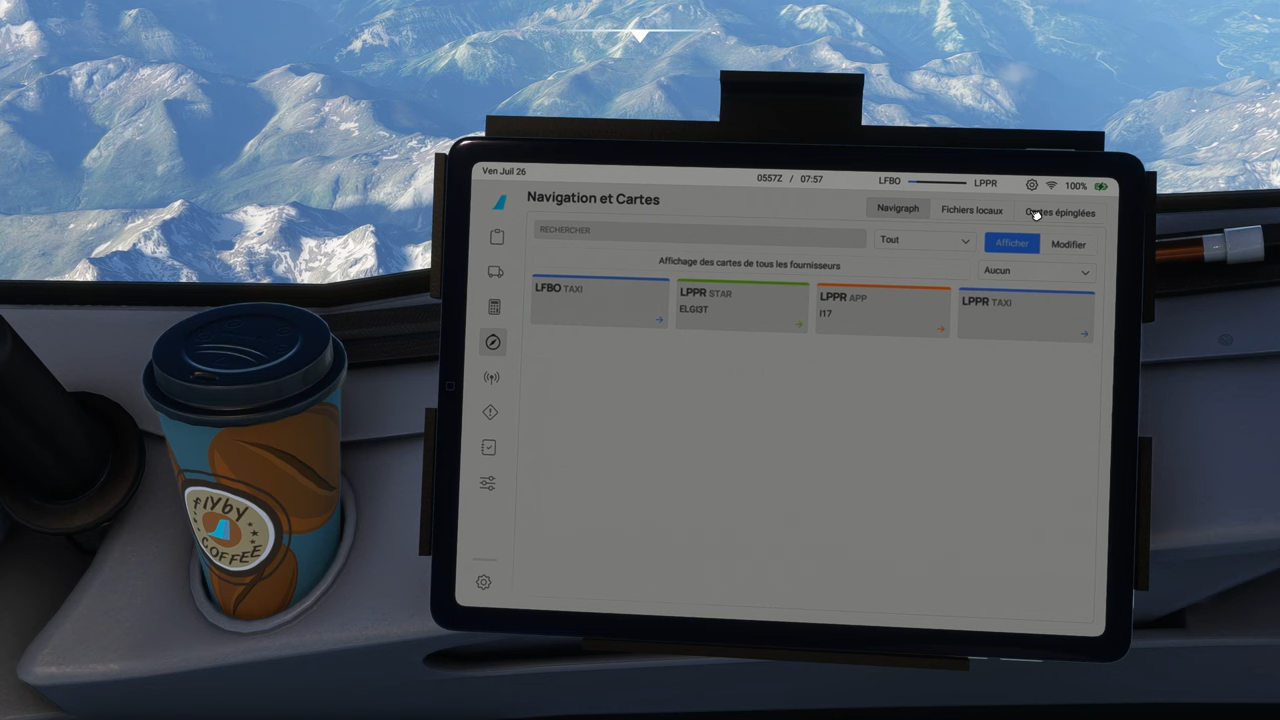 Ven Juil 26
0557Z / 07:57
LFBO
LPPR
100%
Navigation et Cartes
Navigraph
Fichiers locaux
Cartes épinglées
RECHERCHER
Tout
Afficher
Modifier
Affichage des cartes de tous les fournisseurs
Aucun
LFBO TAXI
LPPR STAR
ELGI3T
LPPR APP
I17
LPPR TAXI
flyby
COFFEE